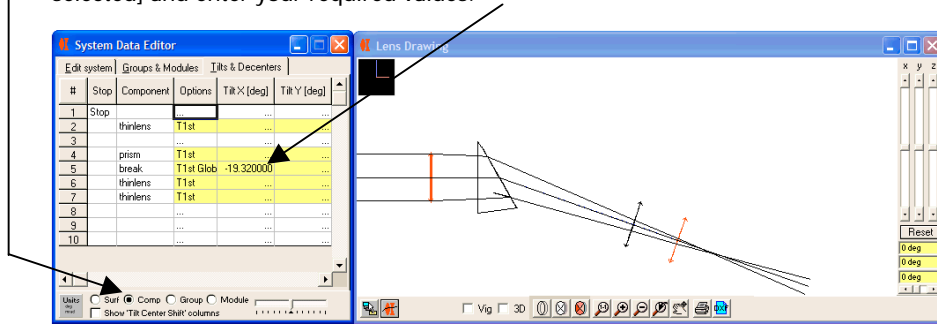 selected] and enter your required values.
System Data Editor
Edit system Groups & Modules Tilts & Decenters
# Stop Component Options Tilt X [deg] Tilt Y [deg]
1 Stop ...
2 thinlens T1st ... ...
3 ... ... ...
4 prism T1st ... ...
5 break T1st Glob -19.320000 ...
6 thinlens T1st ... ...
7 thinlens T1st ... ...
8 ... ... ...
9 ... ... ...
10 ... ... ...
Units Surf Comp Group Module
Show 'Tilt Center Shift' columns
Lens Drawing
x y z
Reset
0 deg
0 deg
0 deg
Vig 3D